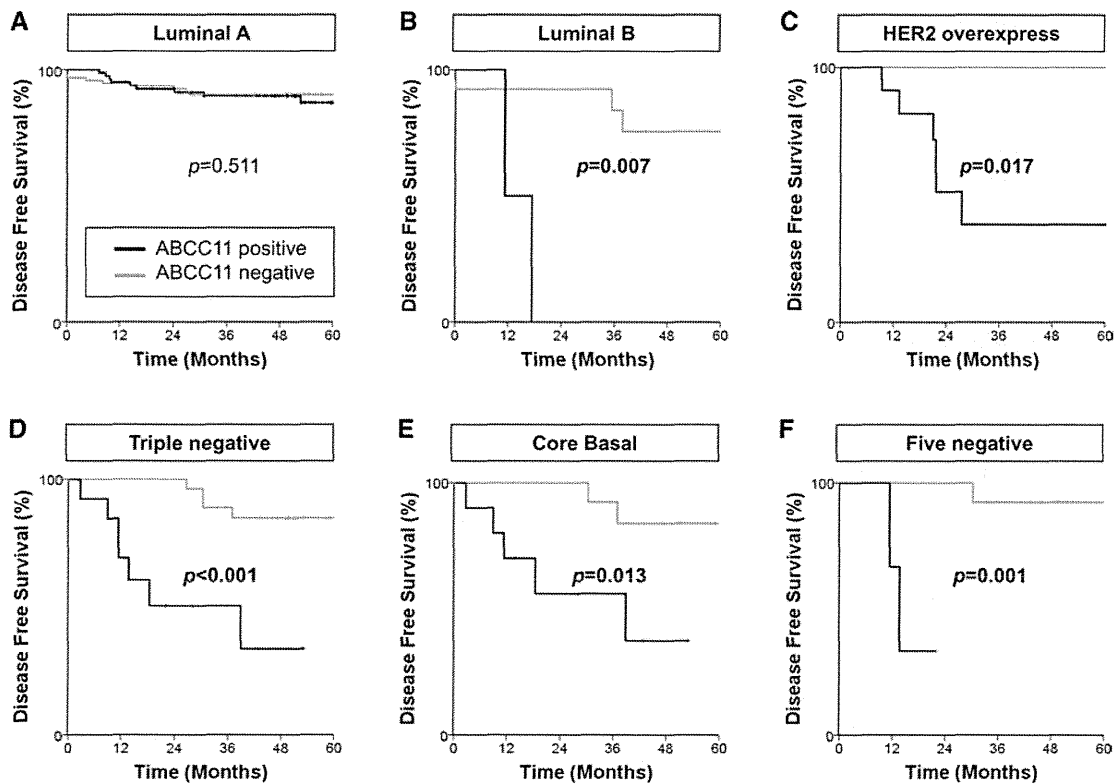 A
Luminal A
Disease Free Survival (%)
100
0
p=0.511
ABCC11 positive
ABCC11 negative
0 12 24 36 48 60
Time (Months)
B
Luminal B
Disease Free Survival (%)
100
0
p=0.007
0 12 24 36 48 60
Time (Months)
C
HER2 overexpress
Disease Free Survival (%)
100
0
p=0.017
0 12 24 36 48 60
Time (Months)
D
Triple negative
Disease Free Survival (%)
100
0
p<0.001
0 12 24 36 48 60
Time (Months)
E
Core Basal
Disease Free Survival (%)
100
0
p=0.013
0 12 24 36 48 60
Time (Months)
F
Five negative
Disease Free Survival (%)
100
0
p=0.001
0 12 24 36 48 60
Time (Months)